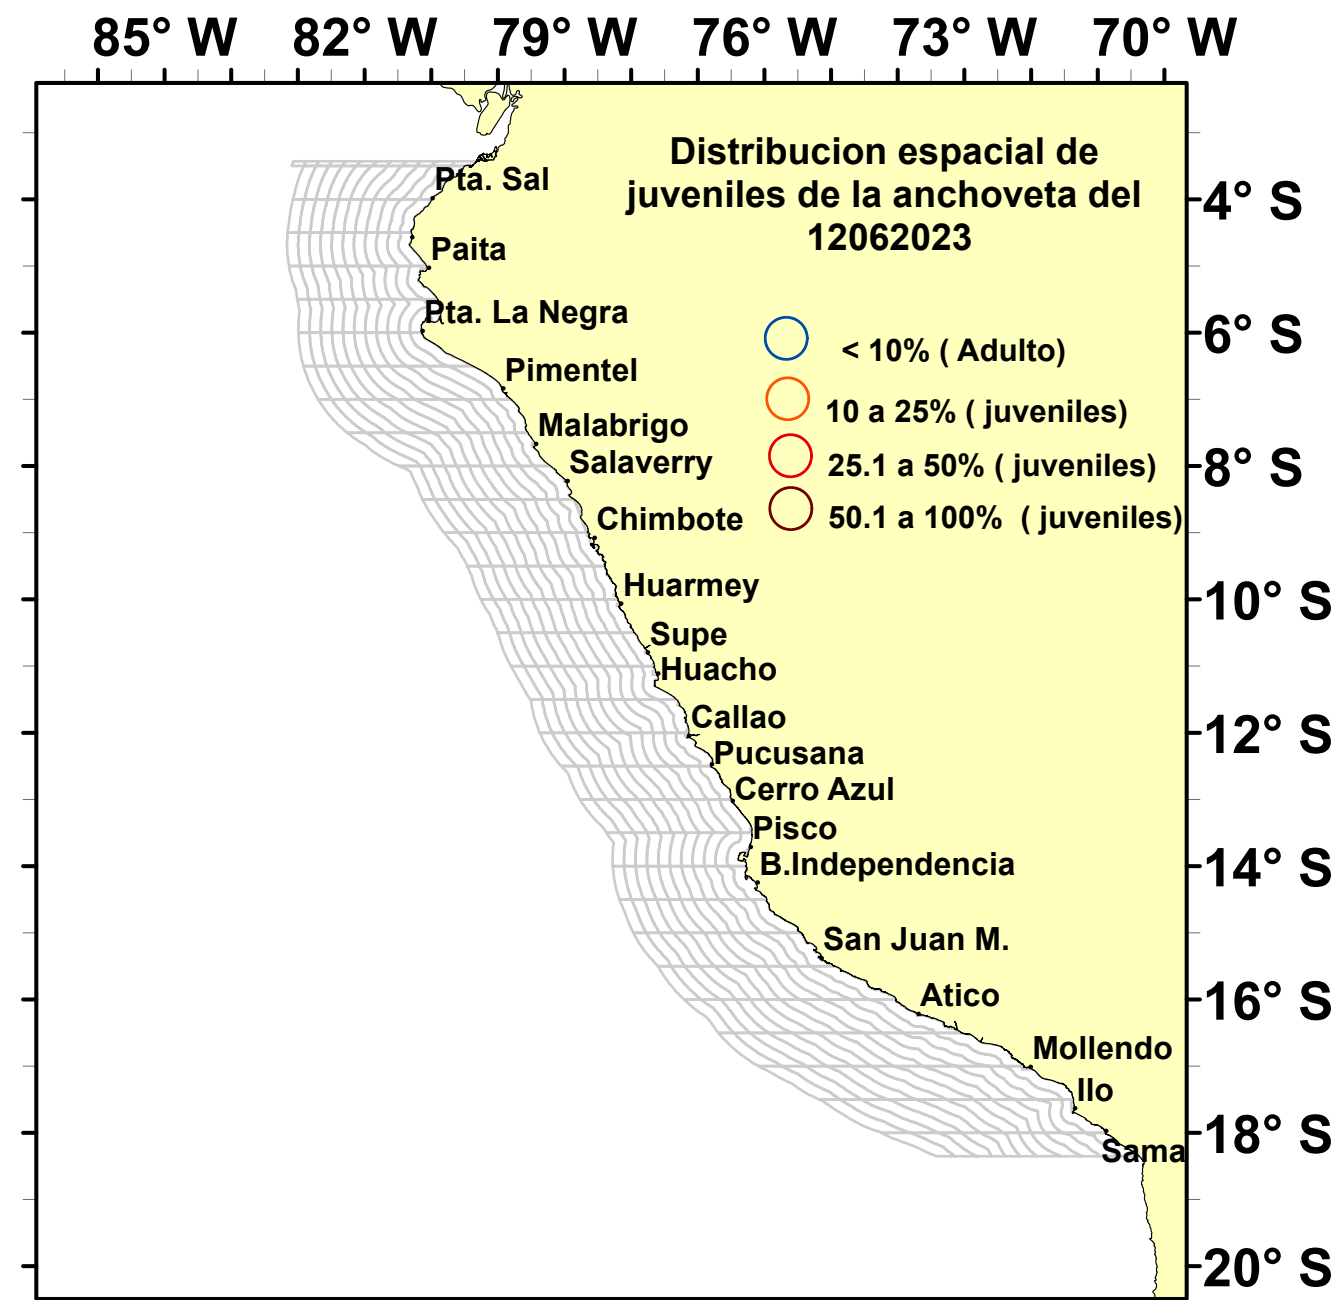 85° W 82° W 79° W 76° W 73° W 70° W
Distribucion espacial de
juveniles de la anchoveta del
12062023
Pta. Sal
4° S
Paita
Pta. La Negra
6° S
< 10% ( Adulto)
Pimentel
10 a 25% ( juveniles)
Malabrigo
Salaverry
25.1 a 50% ( juveniles)
8° S
Chimbote
50.1 a 100%  ( juveniles)
Huarmey
10° S
Supe
Huacho
Callao
12° S
Pucusana
Cerro Azul
Pisco
B.Independencia
14° S
San Juan M.
Atico
16° S
Mollendo
Ilo
18° S
Sama
20° S